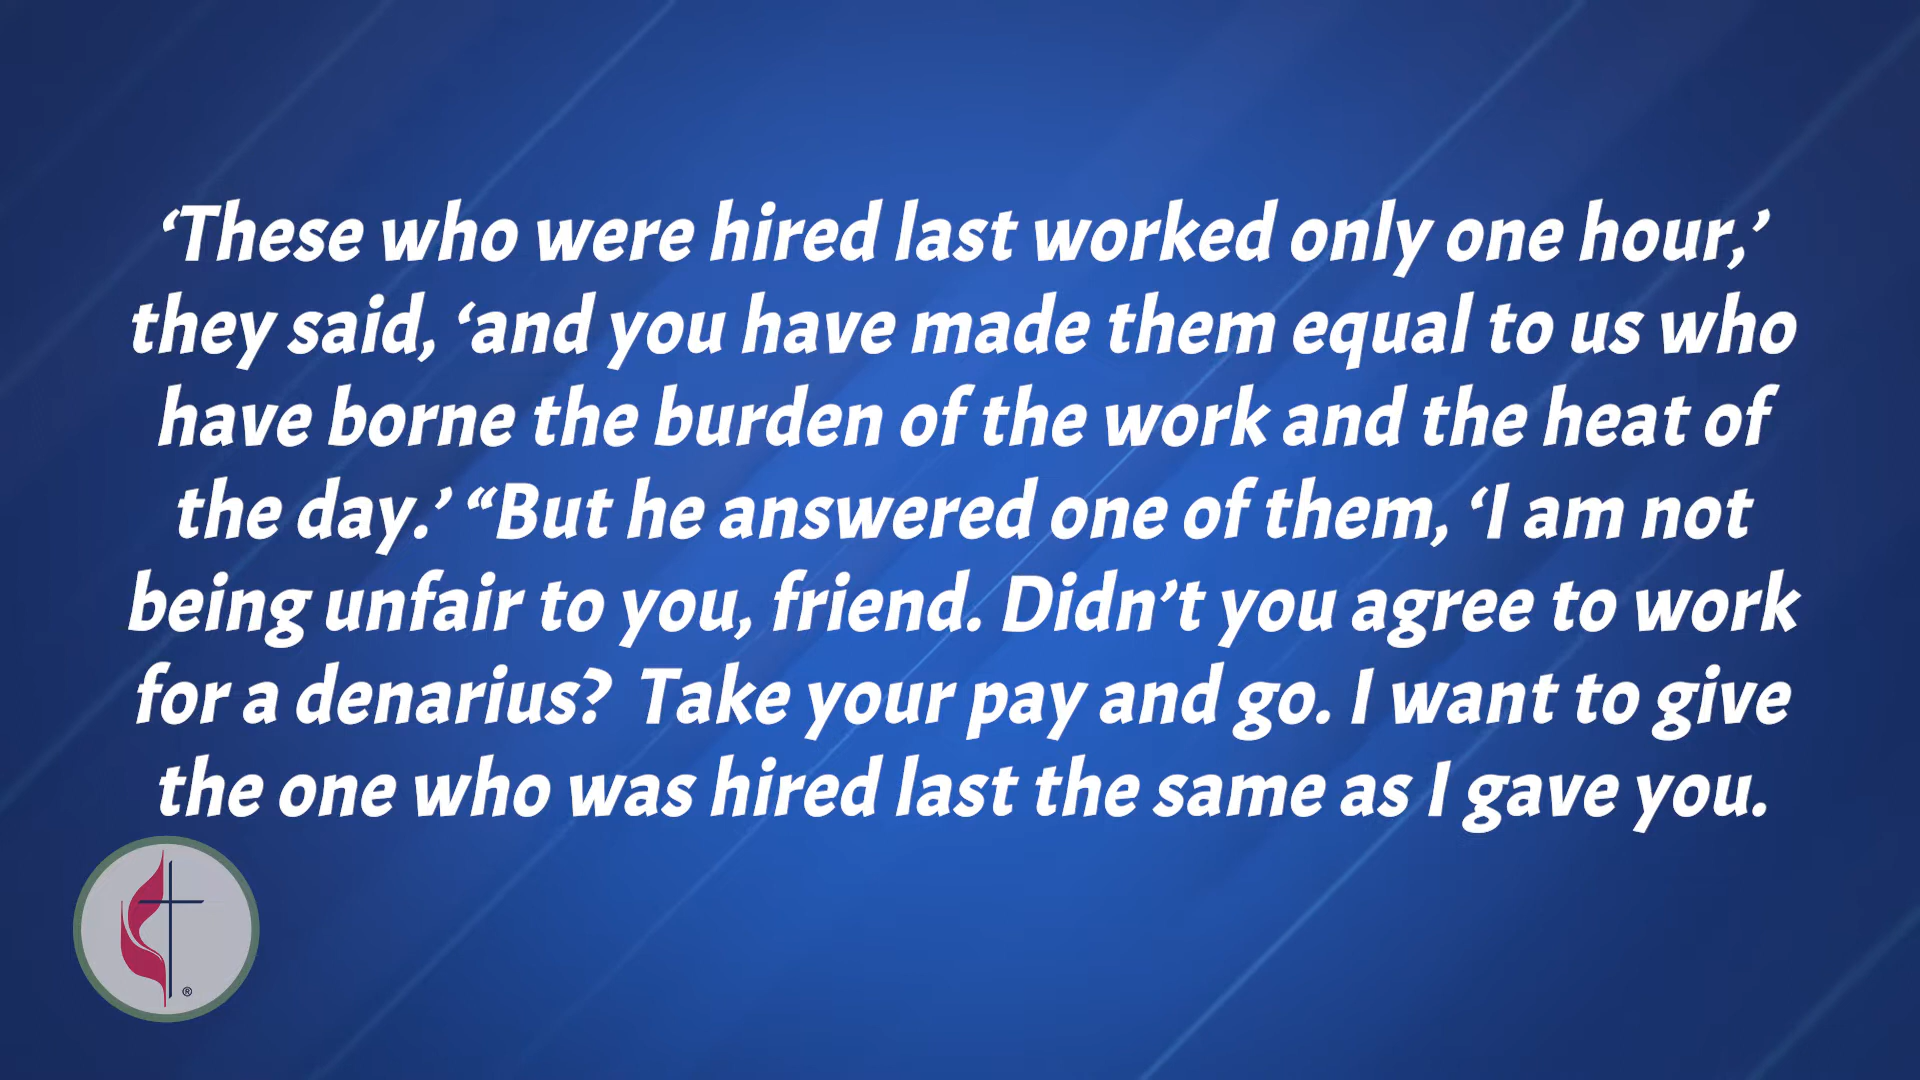 ‘These who were hired last worked only one hour,’
they said, ‘and you have made them equal to us who
have borne the burden of the work and the heat of
the day.’ “But he answered one of them, ‘I am not
being unfair to you, friend. Didn’t you agree to work
for a denarius?  Take your pay and go. I want to give
the one who was hired last the same as I gave you.
®